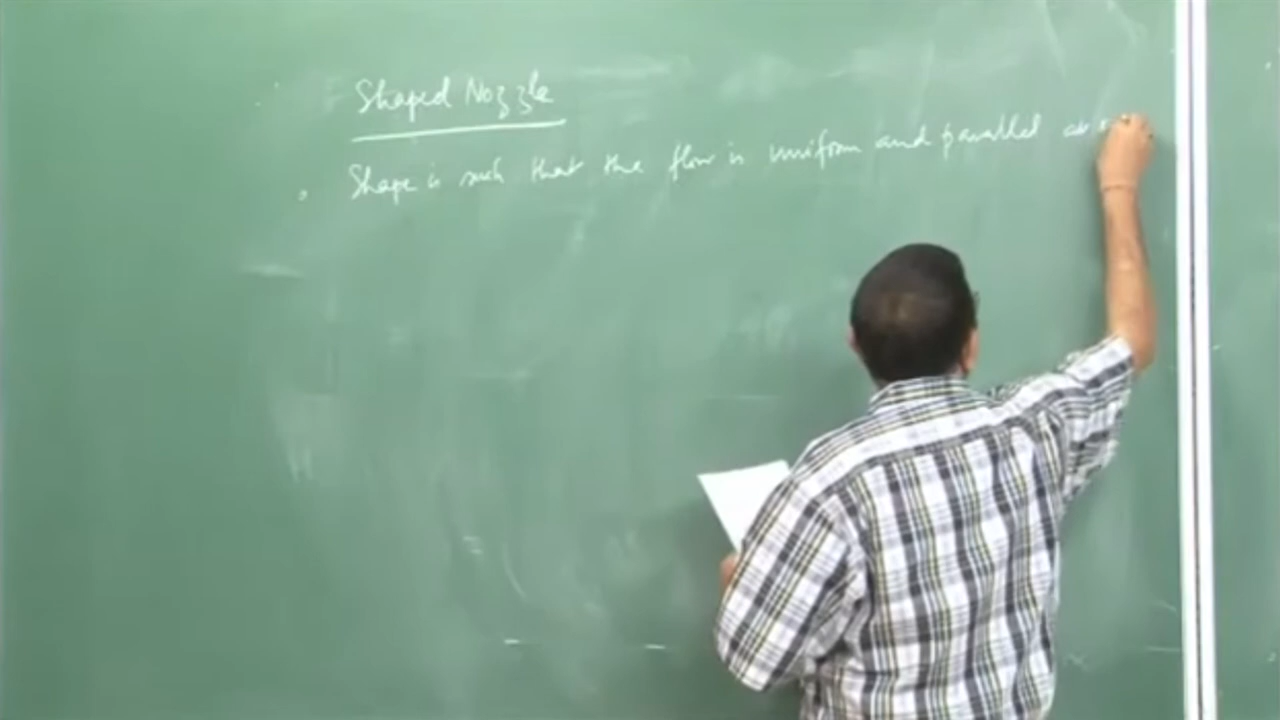 Shaped Nozzle
Shape is such that the flow is uniform and parallel at